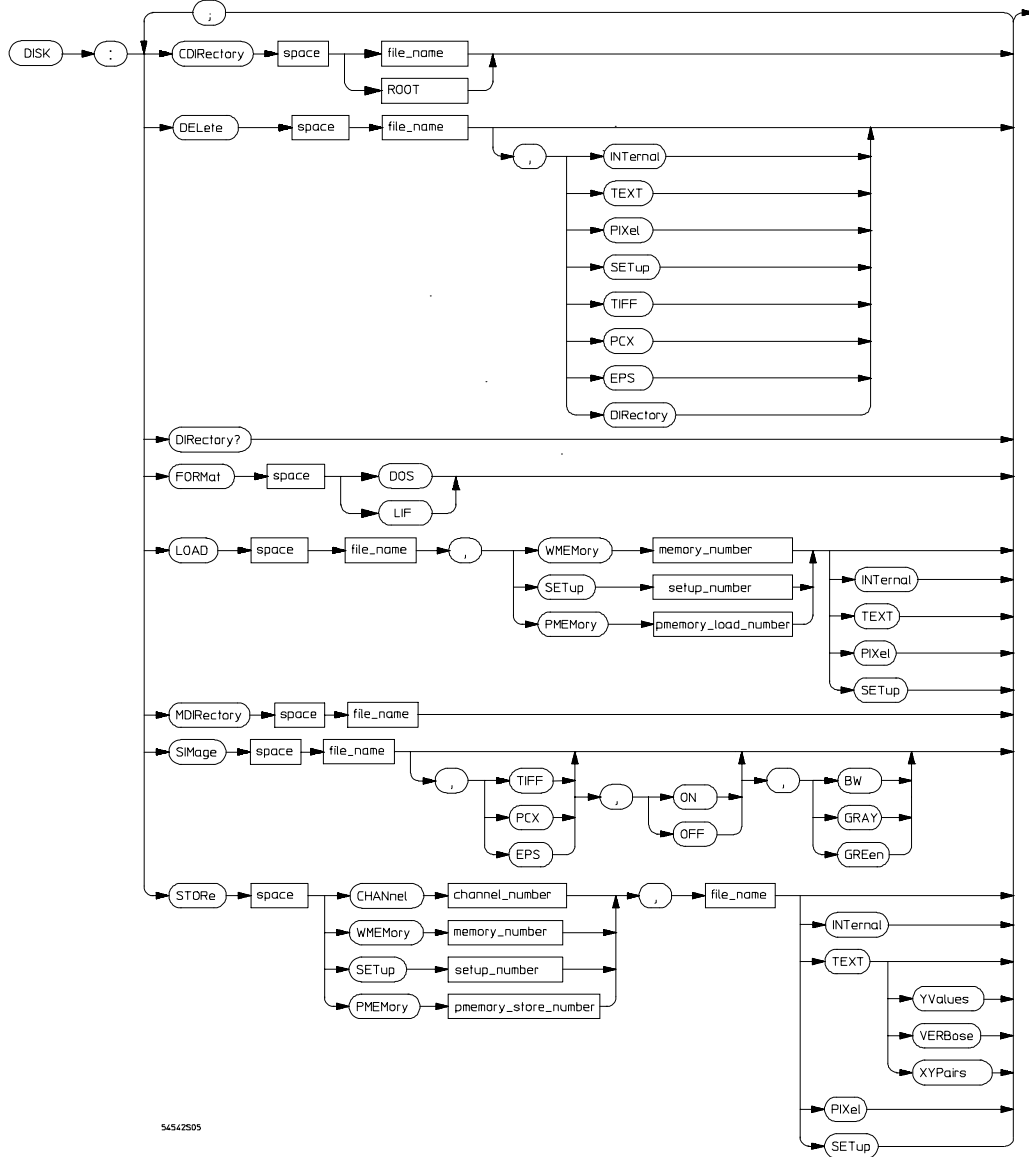 ;
DISK : CDIRectory space file_name
ROOT
DELete space file_name
, INTernal
TEXT
PIXel
SETup
TIFF
PCX
EPS
DIRectory
DIRectory?
FORMat space DOS
LIF
LOAD space file_name , WMEMory memory_number
INTernal
SETup setup_number
TEXT
PMEMory pmemory_load_number
PIXel
SETup
MDIRectory space file_name
SIMage space file_name
, TIFF , ON , BW
PCX OFF GRAY
EPS GREen
STORe space CHANnel channel_number , file_name
INTernal
WMEMory memory_number
TEXT
SETup setup_number
YValues
PMEMory pmemory_store_number
VERBose
XYPairs
PIXel
SETup
54542S05